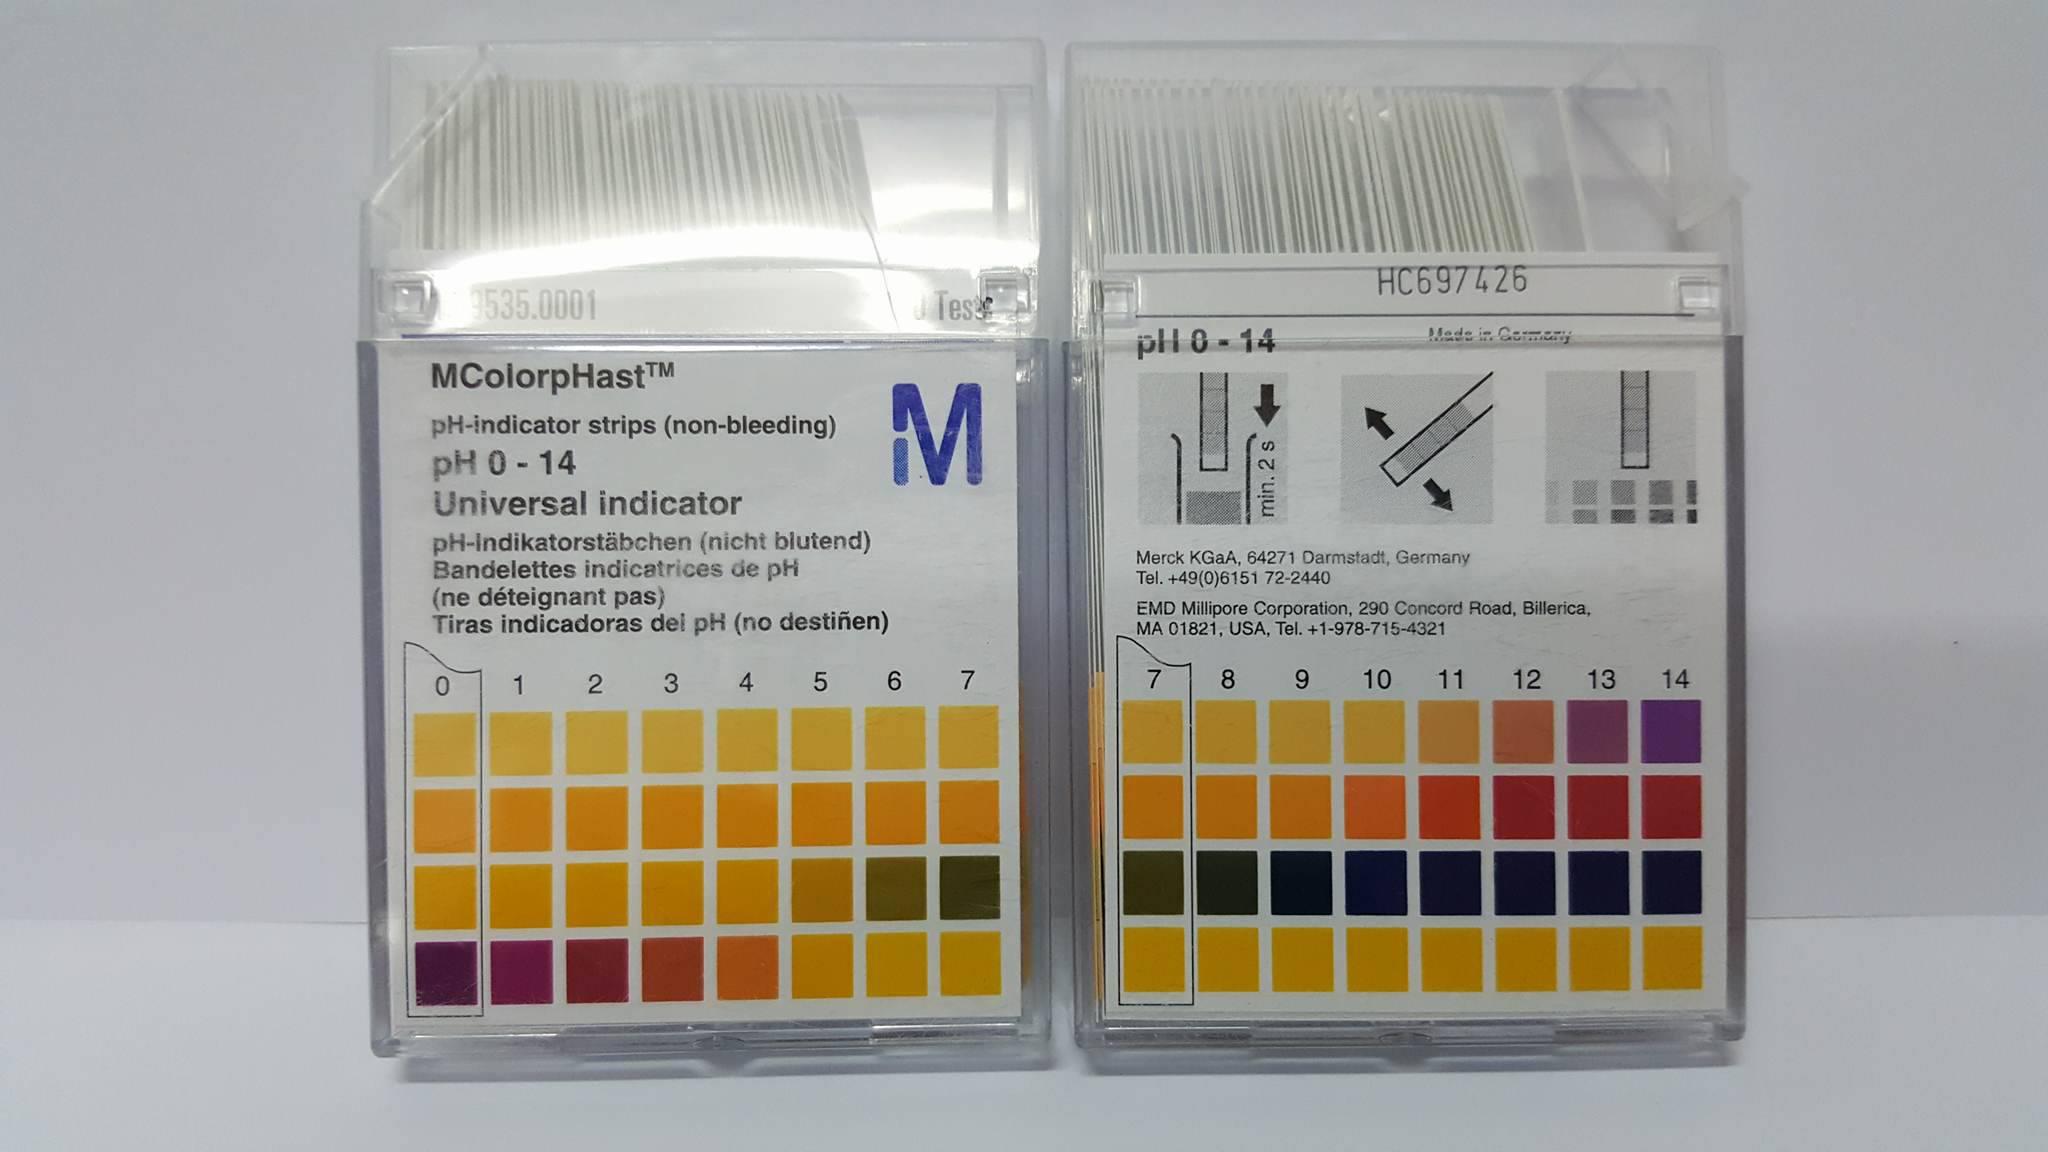 9535.0001
Tests
MColorpHast™
pH-indicator strips (non-bleeding)
pH 0 - 14
Universal indicator
pH-Indikatorstäbchen (nicht blutend)
Bandelettes indicatrices de pH
(ne déteignant pas)
Tiras indicadoras del pH (no destiñen)
0 1 2 3 4 5 6 7
HC697426
pH 0 - 14 Made in Germany
min. 2 s
Merck KGaA, 64271 Darmstadt, Germany
Tel. +49(0)6151 72-2440
EMD Millipore Corporation, 290 Concord Road, Billerica,
MA 01821, USA, Tel. +1-978-715-4321
7 8 9 10 11 12 13 14